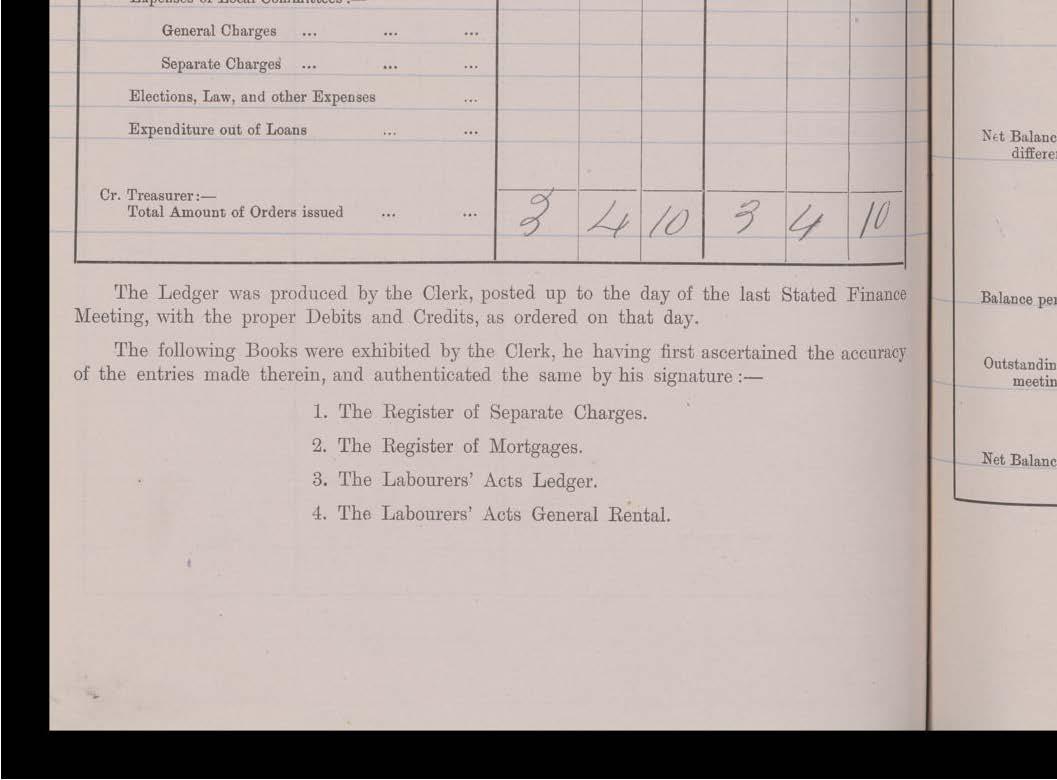 Expenses of Local Committees :—
General Charges ... ... ...
Separate Charges ... ... ...
Elections, Law, and other Expenses ...
Expenditure out of Loans ... ...
Cr. Treasurer:—
Total Amount of Orders issued ... ... 3 4 10 3 4 10
The Ledger was produced by the Clerk, posted up to the day of the last Stated Finance
Meeting, with the proper Debits and Credits, as ordered on that day.
The following Books were exhibited by the Clerk, he having first ascertained the accuracy
of the entries made therein, and authenticated the same by his signature :—
1. The Register of Separate Charges.
2. The Register of Mortgages.
3. The Labourers' Acts Ledger.
4. The Labourers' Acts General Rental.
Net Balanc
differe
Balance per
Outstandin
meetin
Net Balanc